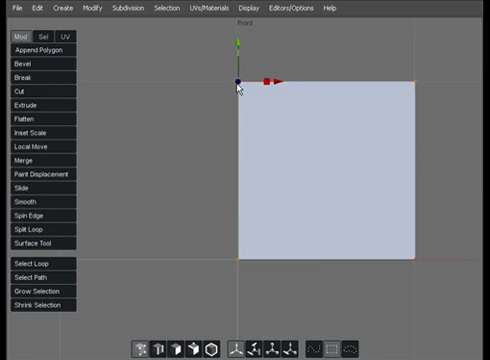 File Edit Create Modify Subdivision Selection UVs/Materials Display Editors/Options Help
Front
Mod Sel UV
Append Polygon
Bevel
Break
Cut
Extrude
Flatten
Inset Scale
Local Move
Merge
Paint Displacement
Slide
Smooth
Spin Edge
Split Loop
Surface Tool
Select Loop
Select Path
Grow Selection
Shrink Selection